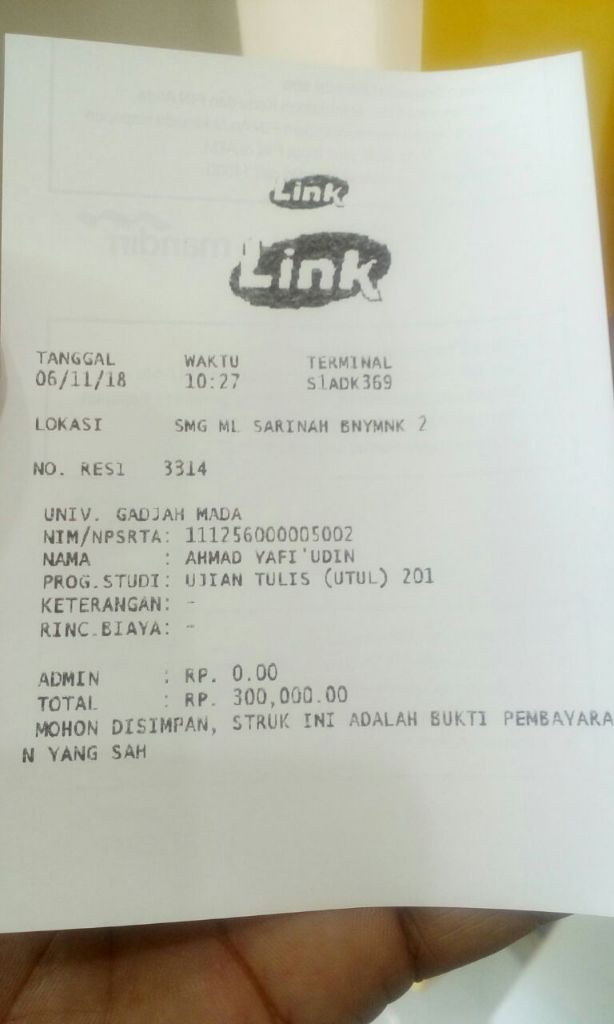 Link
Link
TANGGAL WAKTU TERMINAL
06/11/18 10:27 S1ADK369
LOKASI SMG ML SARINAH BNYMNK 2
NO. RESI 3314
UNIV. GADJAH MADA
NIM/NPSRTA: 111256000005002
NAMA : AHMAD YAFI'UDIN
PROG.STUDI: UJIAN TULIS (UTUL) 201
KETERANGAN: -
RINC.BIAYA: -
ADMIN : RP. 0.00
TOTAL : RP. 300,000.00
MOHON DISIMPAN, STRUK INI ADALAH BUKTI PEMBAYARA
N YANG SAH